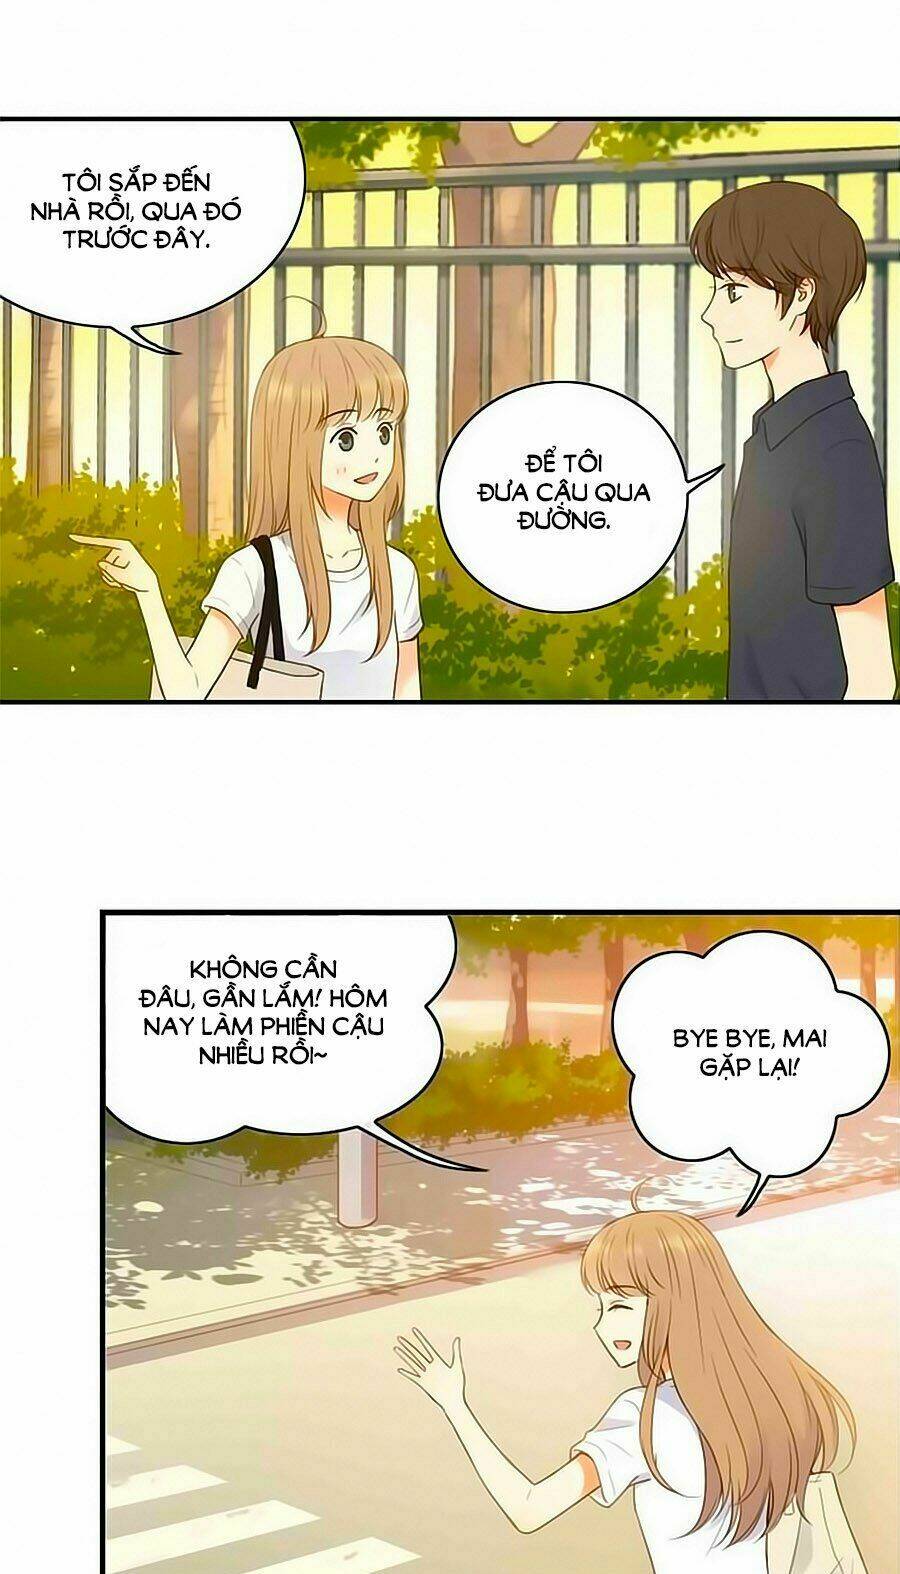 TÔI SẮP ĐẾN
NHÀ RỒI, QUA ĐÓ
TRƯỚC ĐÂY.
ĐỂ TÔI
ĐƯA CẬU QUA
ĐƯỜNG.
KHÔNG CẦN
ĐÂU, GẦN LẮM! HÔM
NAY LÀM PHIỀN CẬU
NHIỀU RỒI~
BYE BYE, MAI
GẶP LẠI!